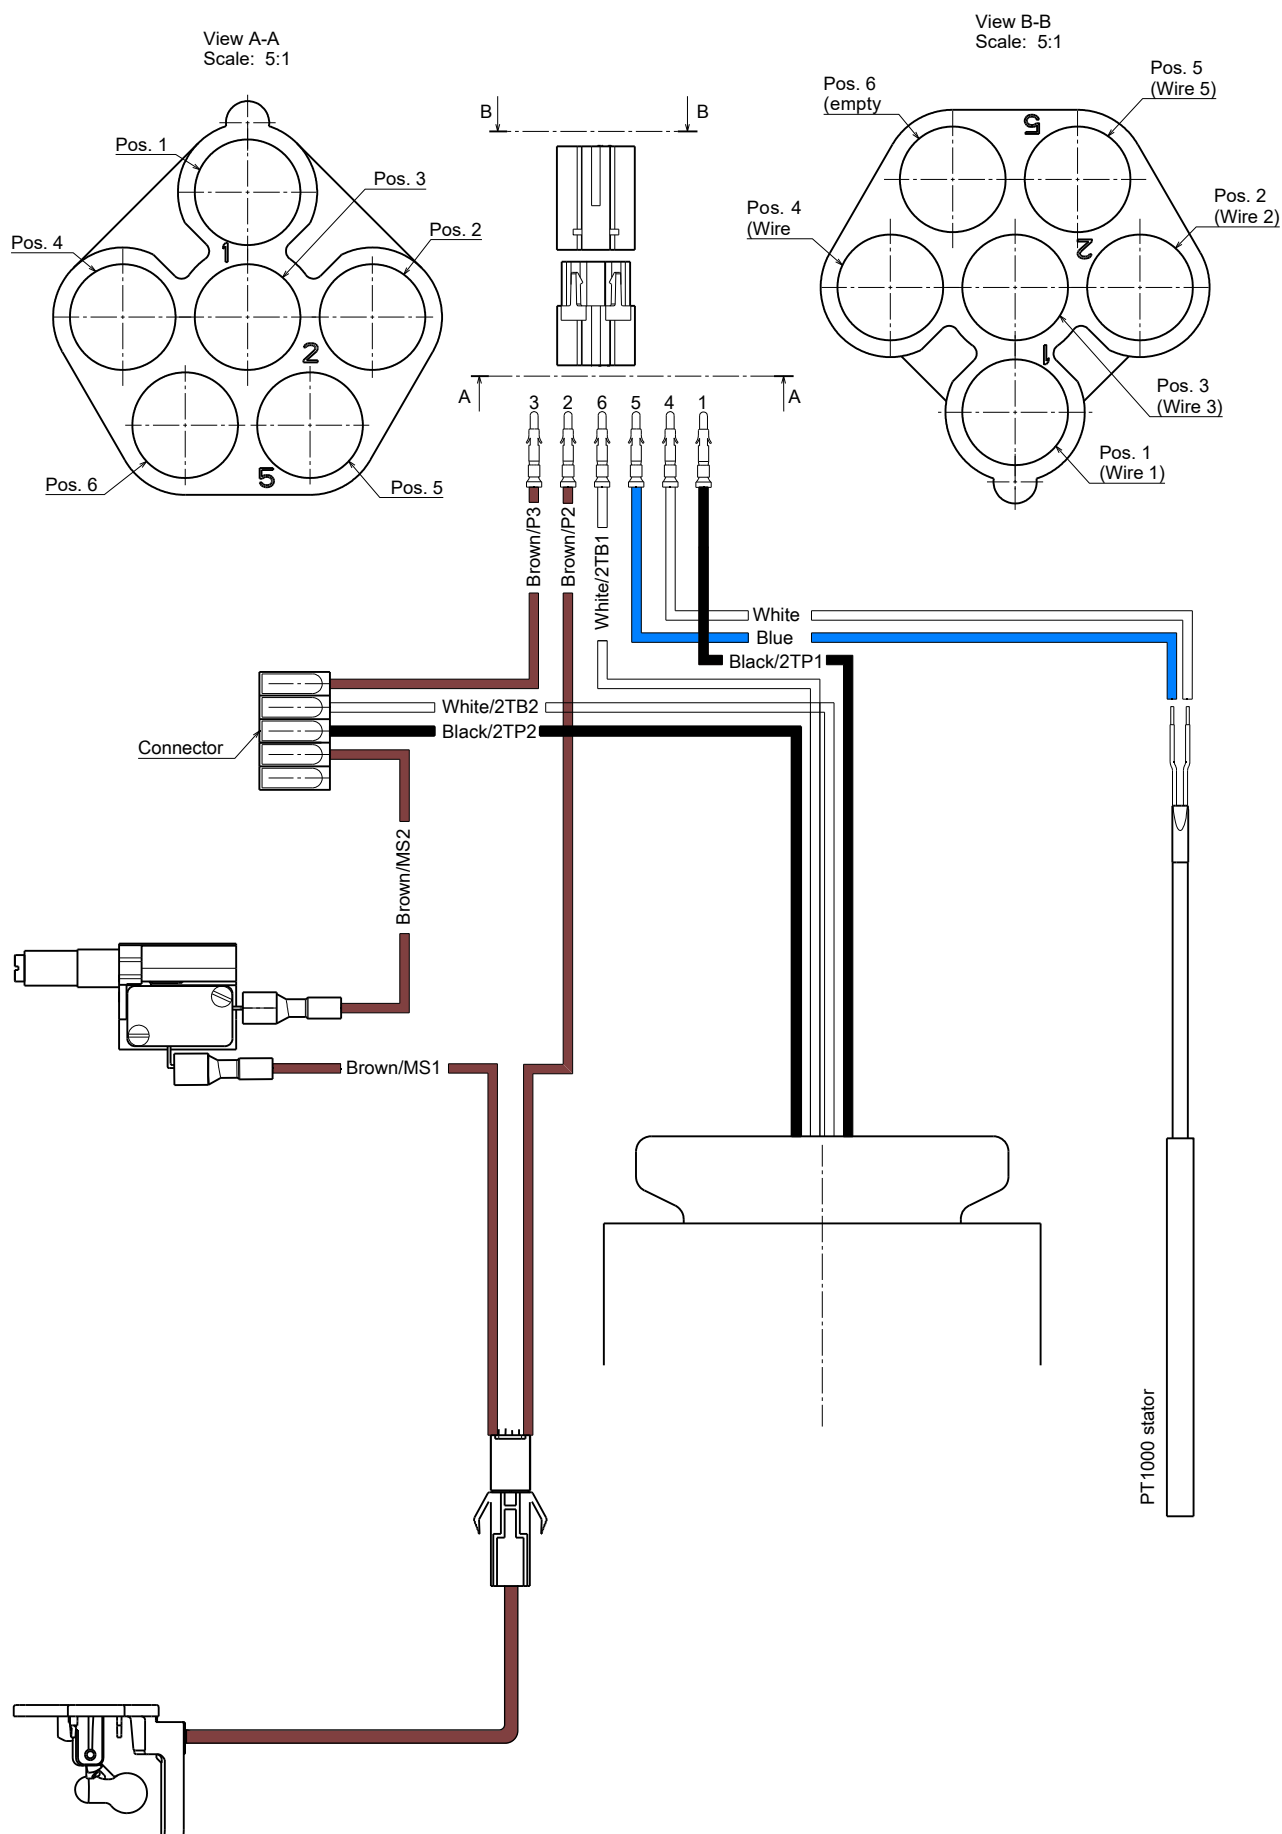 View A-A
Scale: 5:1
View B-B
Scale: 5:1
Pos. 1
Pos. 3
Pos. 4
Pos. 2
Pos. 6
Pos. 5
1
2
5
B
B
A
A
Pos. 6
(empty
Pos. 5
(Wire 5)
Pos. 4
(Wire
Pos. 2
(Wire 2)
Pos. 3
(Wire 3)
Pos. 1
(Wire 1)
5
2
1
3
2
6
5
4
1
Brown/P3
Brown/P2
White/2TB1
White
Blue
Black/2TP1
White/2TB2
Black/2TP2
Connector
Brown/MS2
Brown/MS1
PT1000 stator